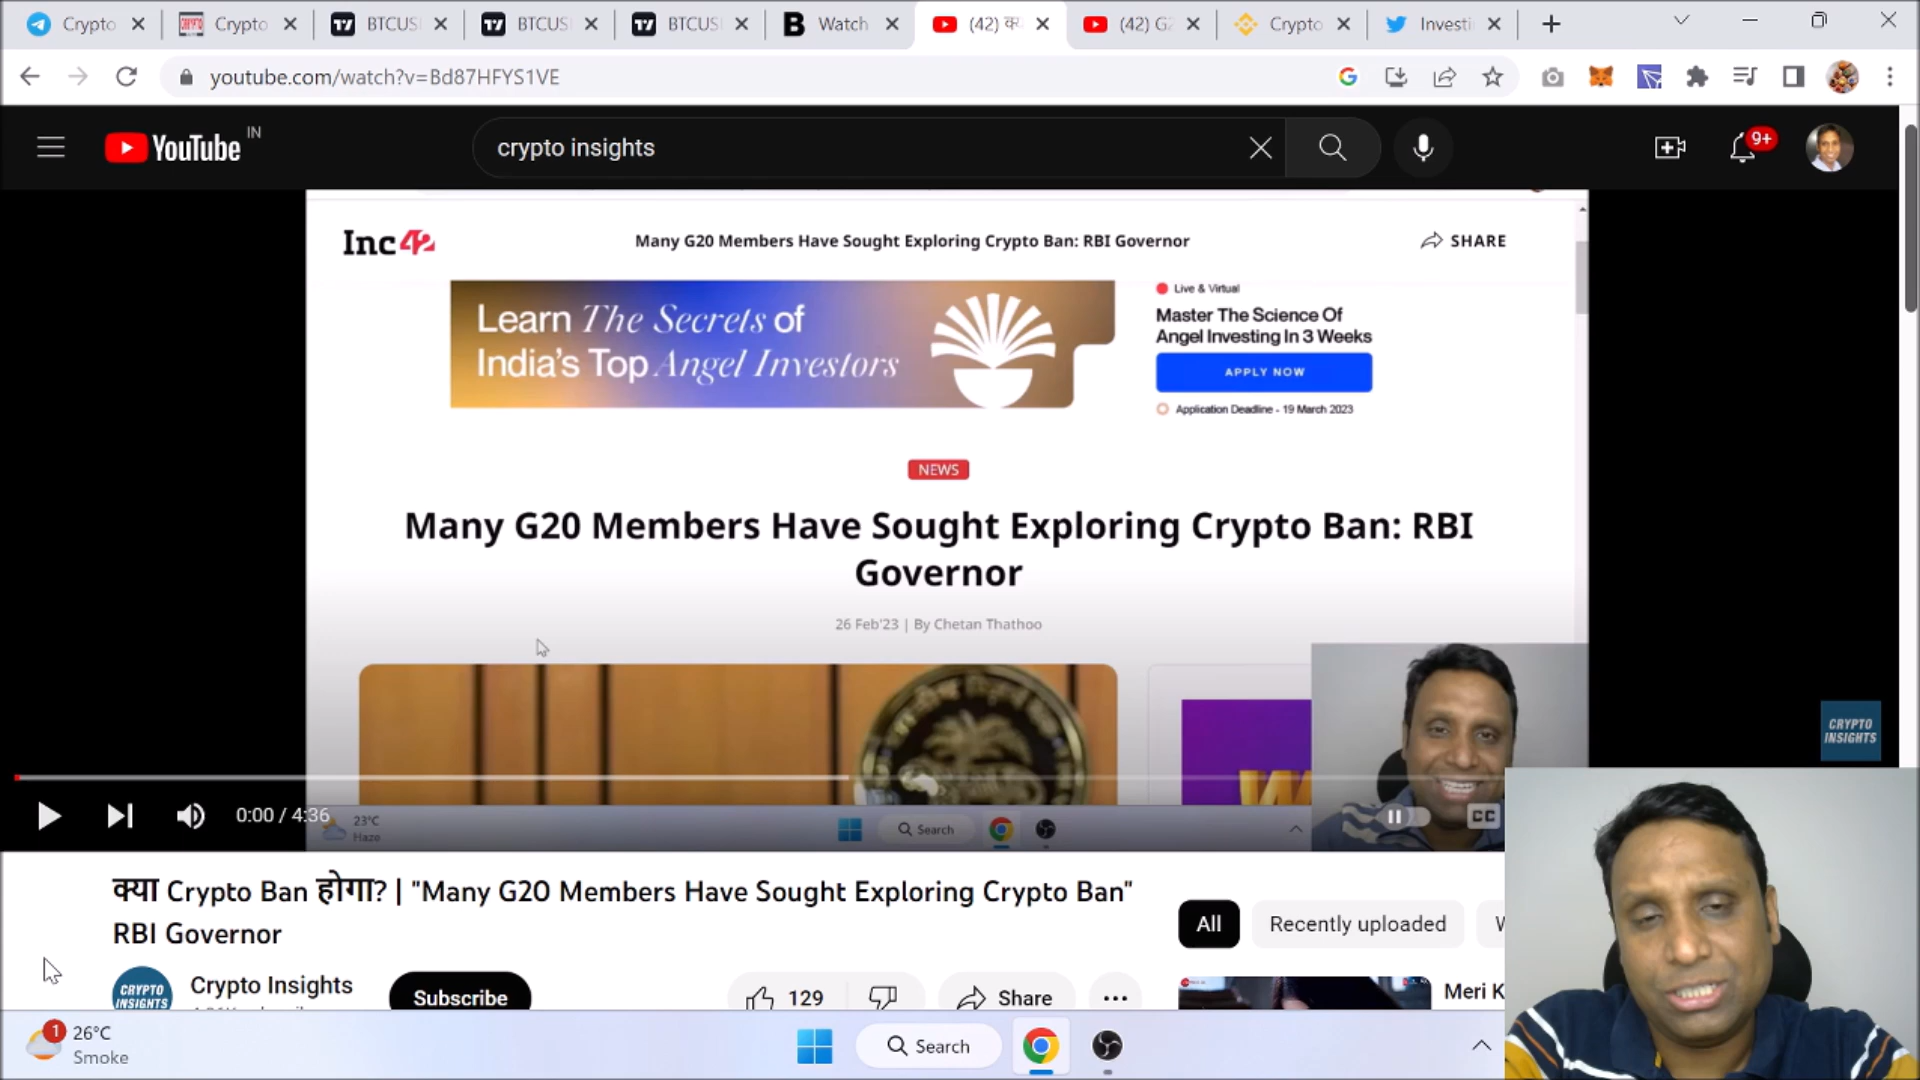 Crypto
Crypto
BTCUS
BTCUS
BTCUS
Watch
(42) क्य
(42) G2
Crypto
Investi
youtube.com/watch?v=Bd87HFYS1VE
YouTube IN
crypto insights
9+
Inc42
Many G20 Members Have Sought Exploring Crypto Ban: RBI Governor
SHARE
Learn The Secrets of
India's Top Angel Investors
Live & Virtual
Master The Science Of
Angel Investing In 3 Weeks
APPLY NOW
Application Deadline - 19 March 2023
NEWS
Many G20 Members Have Sought Exploring Crypto Ban: RBI
Governor
26 Feb'23 | By Chetan Thathoo
CRYPTO
INSIGHTS
0:00 / 4:36
23°C
Haze
Search
CC
क्या Crypto Ban होगा? | "Many G20 Members Have Sought Exploring Crypto Ban"
RBI Governor
All
Recently uploaded
W
CRYPTO
INSIGHTS
Crypto Insights
Subscribe
129
Share
Meri K
1
26°C
Smoke
Search